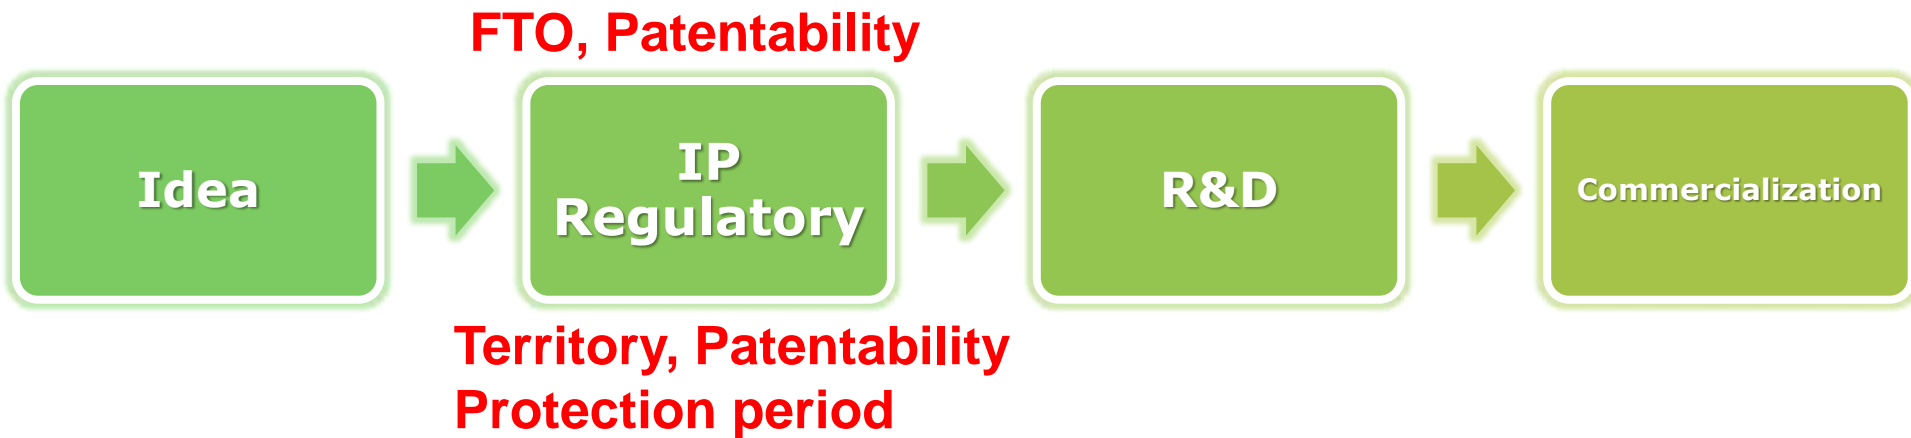 FTO, Patentability
Idea
IP
Regulatory
R&D
Commercialization
Territory, Patentability
Protection period